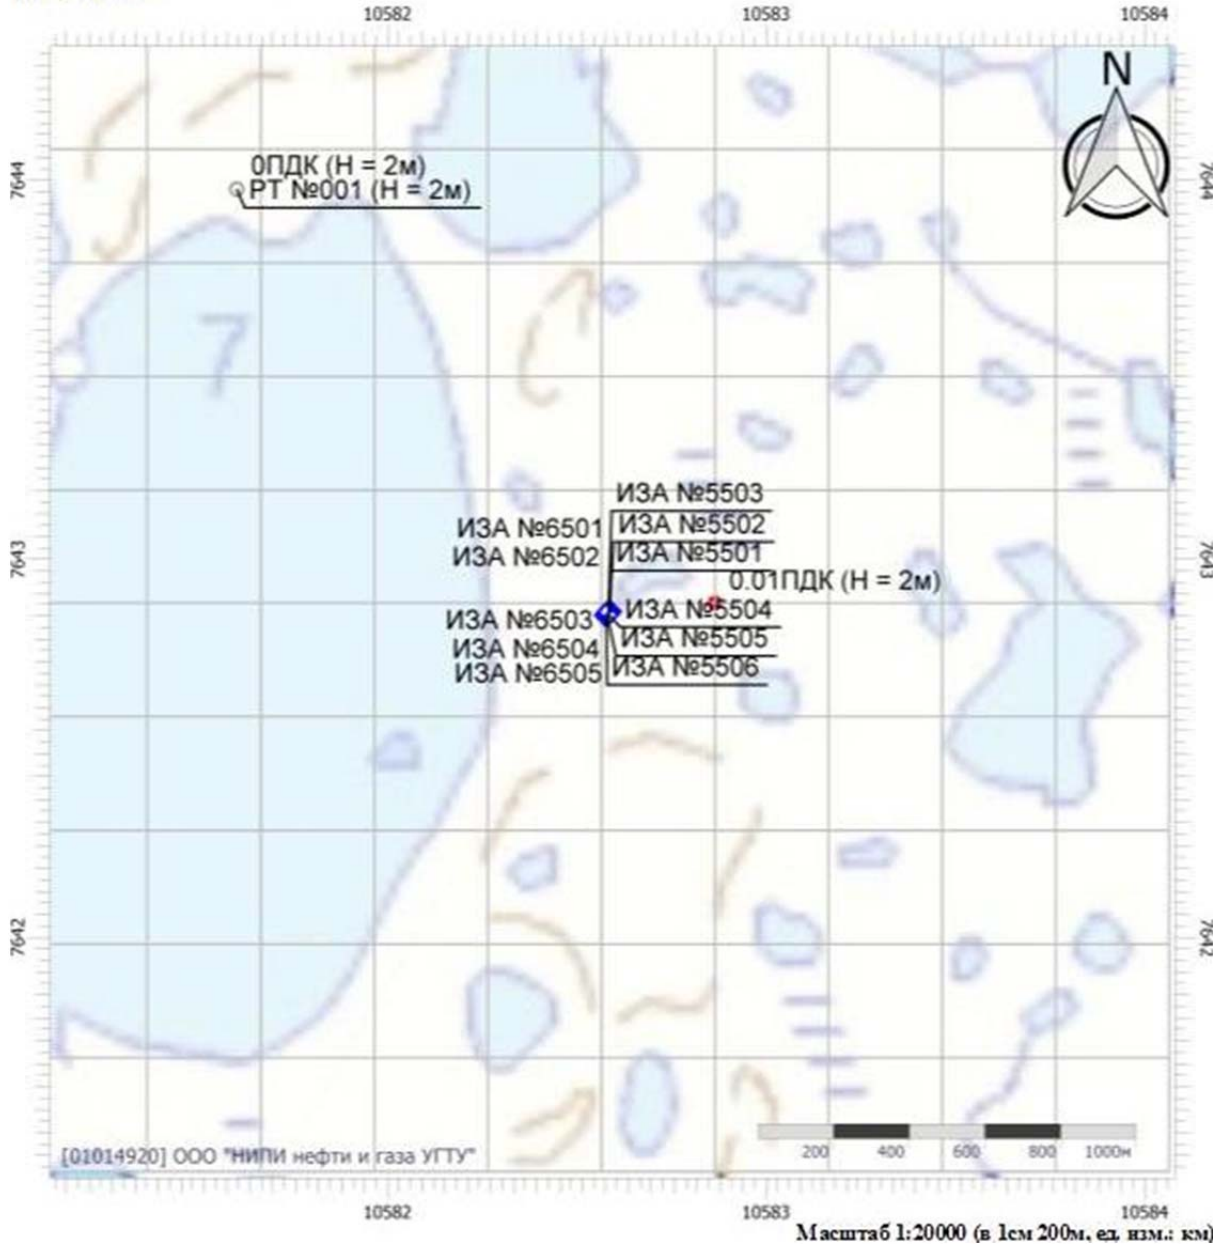 10582 10583 10584
7644 7644
0ПДК (Н = 2м)
РТ №001 (Н = 2м)
N
ИЗА №5503
ИЗА №6501 ИЗА №5502
ИЗА №6502 ИЗА №5501
7643 7643
0.01ПДК (Н = 2м)
ИЗА №6503 ИЗА №5504
ИЗА №6504 ИЗА №5505
ИЗА №6505 ИЗА №5506
7642 7642
200 400 600 800 1000м
[01014920] ООО "НИПИ нефти и газа УГТУ"
10582 10583 10584
Масштаб 1:20000 (в 1см 200м, ед. изм.: км)